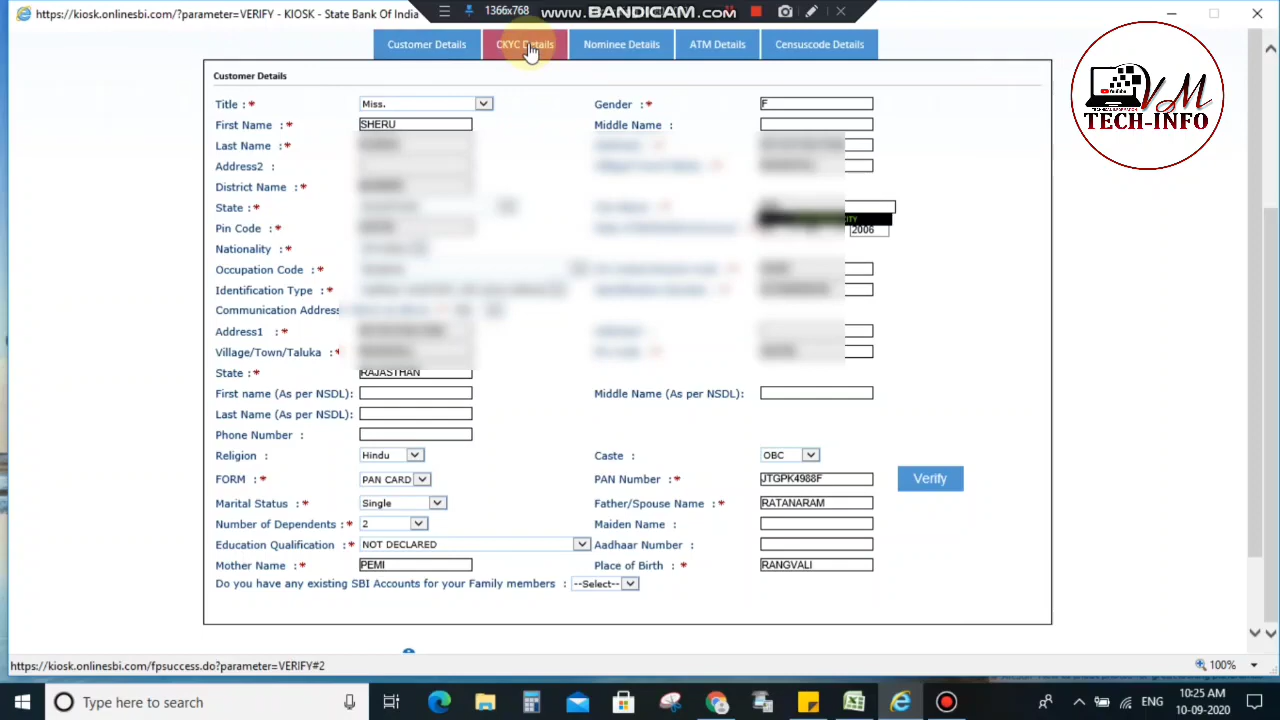 https://kiosk.onlinesbi.com/?parameter=VERIFY - KIOSK - State Bank Of India
1366x768 www.BANDICAM.com
Customer Details CKYC Details Nominee Details ATM Details Censuscode Details
VM
TECH-INFO
Customer Details
Title : * Miss. Gender : * F
First Name : * SHERU Middle Name :
Last Name : *
Address2 :
District Name : *
State : *
Pin Code : * 2006
Nationality : *
Occupation Code : *
Identification Type : *
Communication Address
Address1 : *
Village/Town/Taluka : *
State : * RAJASTHAN
First name (As per NSDL): Middle Name (As per NSDL):
Last Name (As per NSDL):
Phone Number :
Religion : Hindu Caste : OBC
FORM : * PAN CARD PAN Number : * JTGPK4988F Verify
Marital Status : * Single Father/Spouse Name : * RATANARAM
Number of Dependents : * 2 Maiden Name :
Education Qualification : * NOT DECLARED Aadhaar Number :
Mother Name : * PEMI Place of Birth : * RANGVALI
Do you have any existing SBI Accounts for your Family members : --Select--
https://kiosk.onlinesbi.com/fpsuccess.do?parameter=VERIFY#2
100%
Type here to search
ENG
10:25 AM
10-09-2020